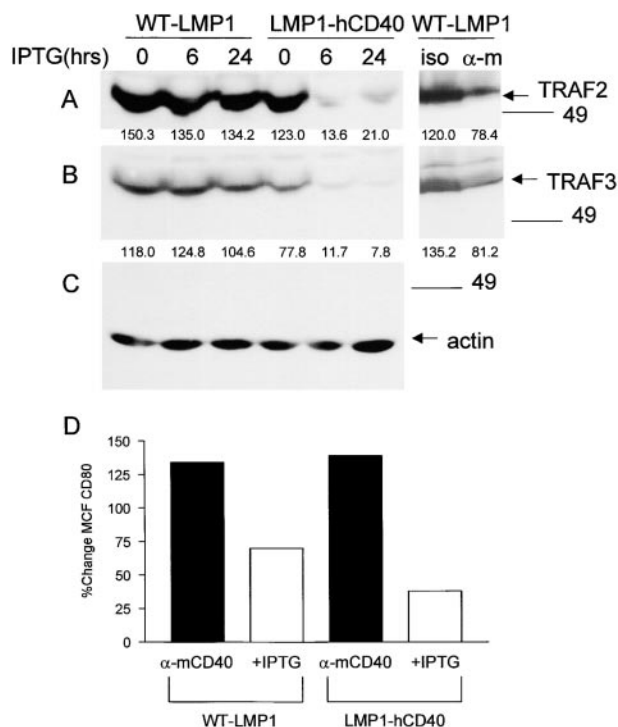 WT-LMP1 LMP1-hCD40 WT-LMP1
IPTG(hrs) 0 6 24 0 6 24 iso α-m
A TRAF2
49
150.3 135.0 134.2 123.0 13.6 21.0 120.0 78.4
B TRAF3
49
118.0 124.8 104.6 77.8 11.7 7.8 135.2 81.2
C 49
actin
D
%Change MCF CD80
150
125
100
75
50
25
0
α-mCD40 +IPTG α-mCD40 +IPTG
WT-LMP1 LMP1-hCD40